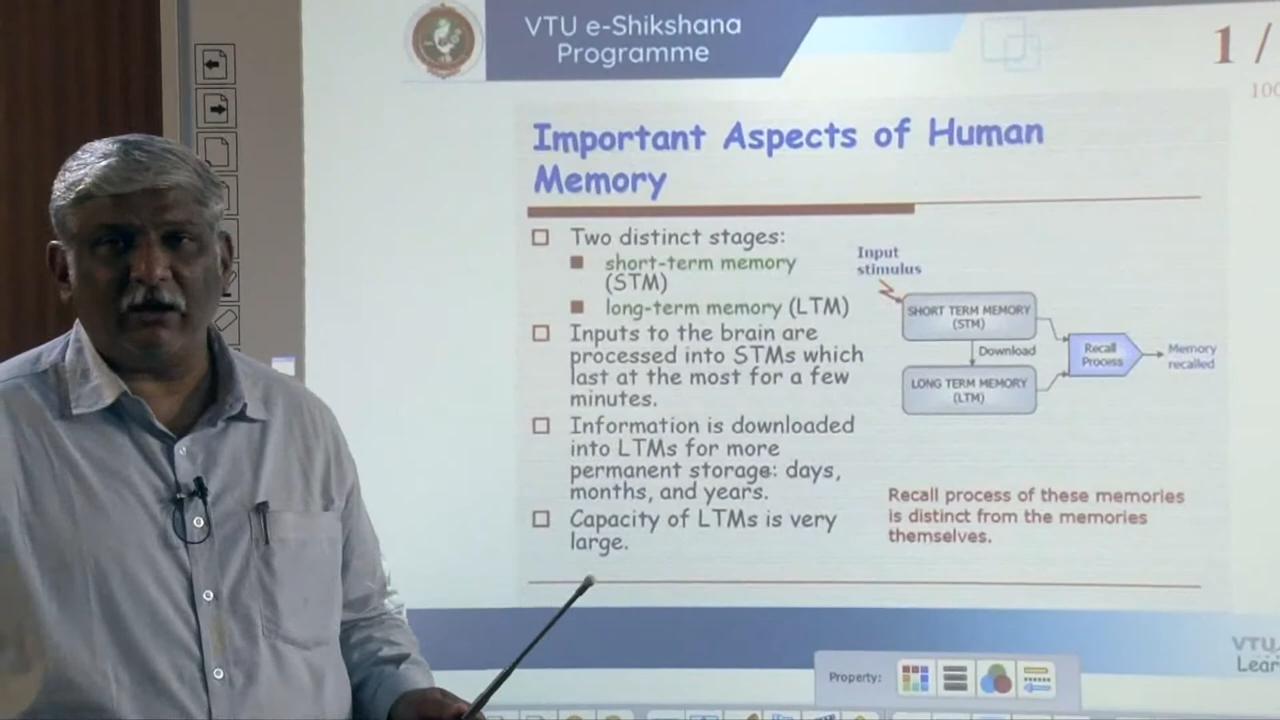 VTU e-Shikshana
Programme
1 /
100
Important Aspects of Human
Memory
Two distinct stages:
short-term memory
(STM)
long-term memory (LTM)
Inputs to the brain are
processed into STMs which
last at the most for a few
minutes.
Information is downloaded
into LTMs for more
permanent storage: days,
months, and years.
Capacity of LTMs is very
large.
Input
stimulus
SHORT TERM MEMORY
(STM)
Download
LONG TERM MEMORY
(LTM)
Recall
Process
Memory
recalled
Recall process of these memories
is distinct from the memories
themselves.
VTU
Property: